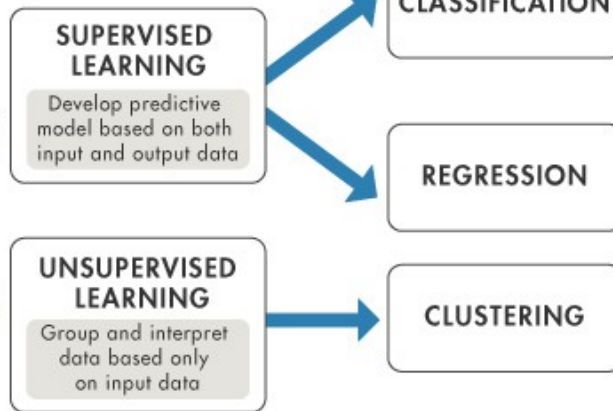 CLASSIFICATION
SUPERVISED
LEARNING
Develop predictive
model based on both
input and output data
REGRESSION
UNSUPERVISED
LEARNING
Group and interpret
data based only
on input data
CLUSTERING